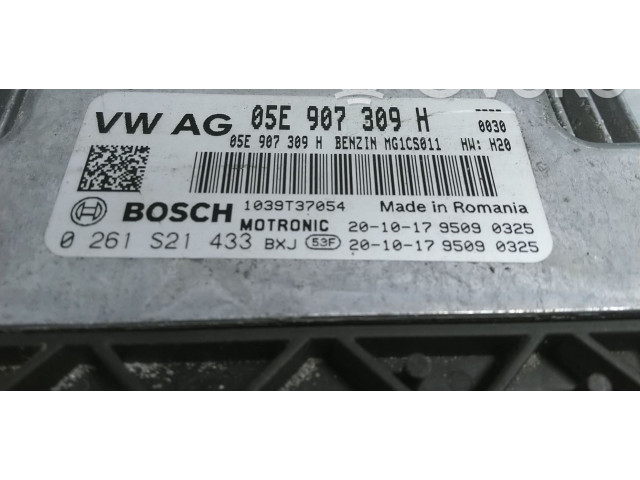 VW AG 05E 907 309 H 0030
05E 907 309 H BENZIN MG1CS011 HW: H20
BOSCH 1039T37054 Made in Romania
MOTRONIC 20-10-17 9509 0325
0 261 S21 433 BXJ 53F 20-10-17 9509 0325